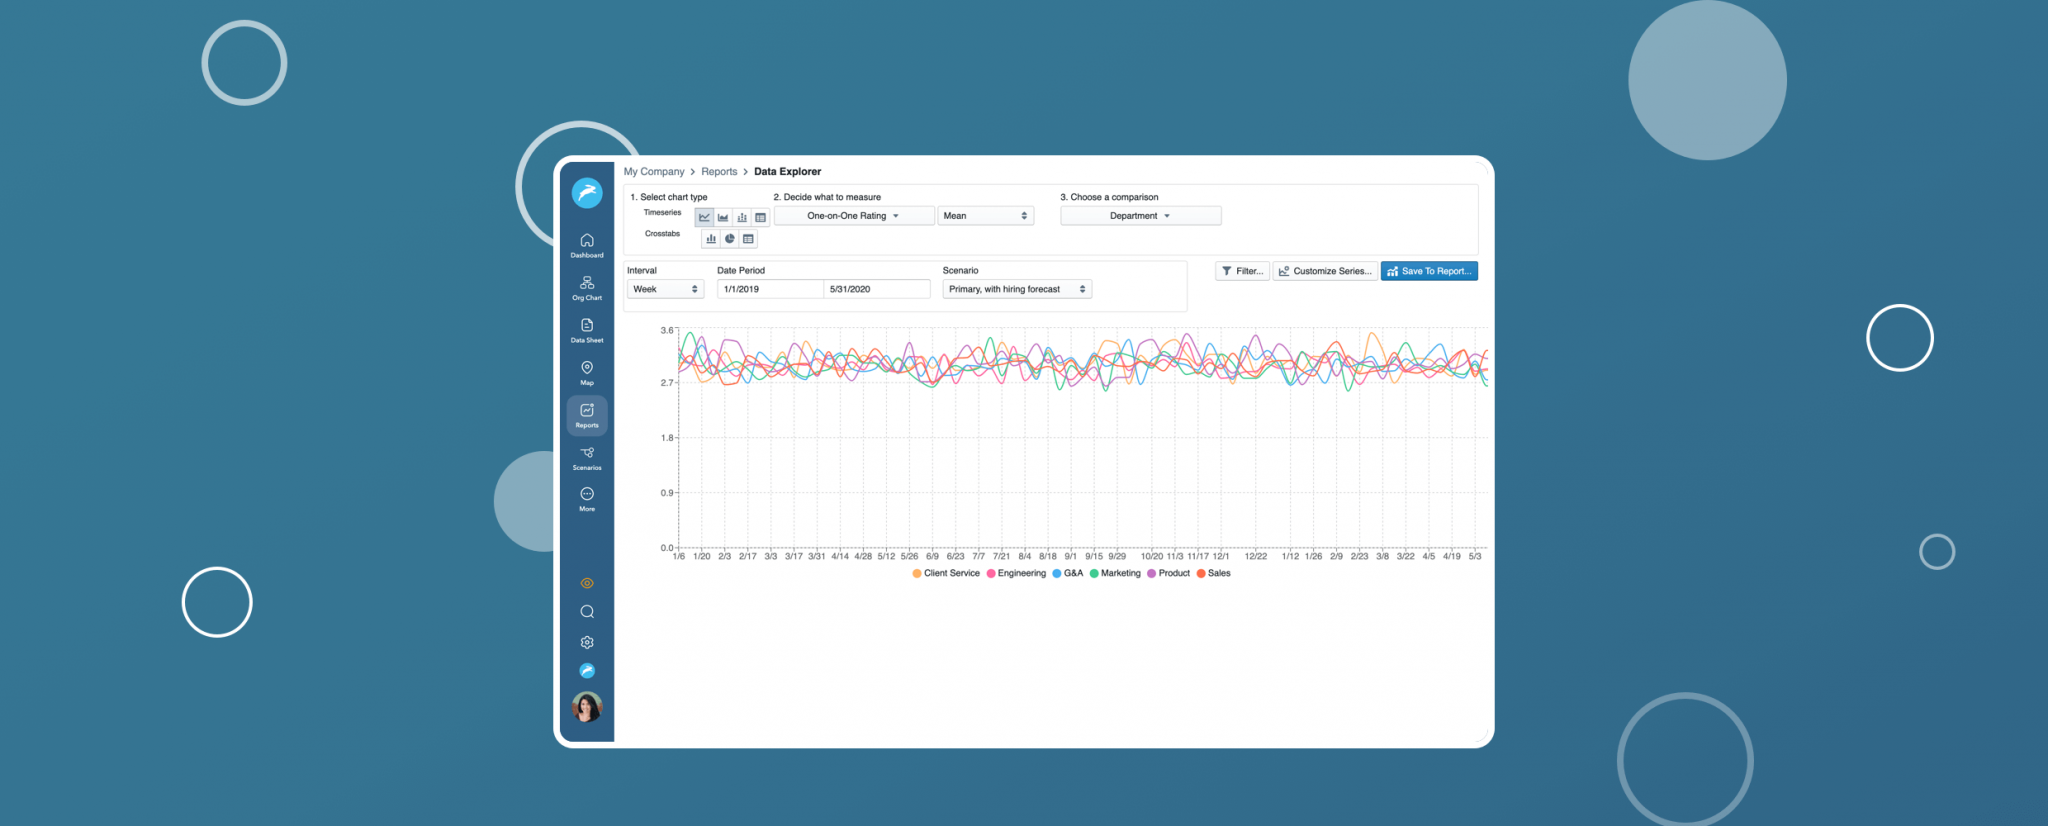 My Company > Reports > Data Explorer
1. Select chart type
2. Decide what to measure
3. Choose a comparison
Timeseries
One-on-One Rating
Mean
Department
Crosstabs
Interval
Date Period
Scenario
Week
1/1/2019
5/31/2020
Primary, with hiring forecast
Filter...
Customize Series...
Save To Report...
Dashboard
Org Chart
Data Sheet
Map
Reports
Scenarios
More
3.6
2.7
1.8
0.9
0.0
1/6 1/20 2/3 2/17 3/3 3/17 3/31 4/14 4/28 5/12 5/26 6/9 6/23 7/7 7/21 8/4 8/18 9/1 9/15 9/29 10/20 11/3 11/17 12/1 12/22 1/12 1/26 2/9 2/23 3/8 3/22 4/5 4/19 5/3
Client Service Engineering G&A Marketing Product Sales